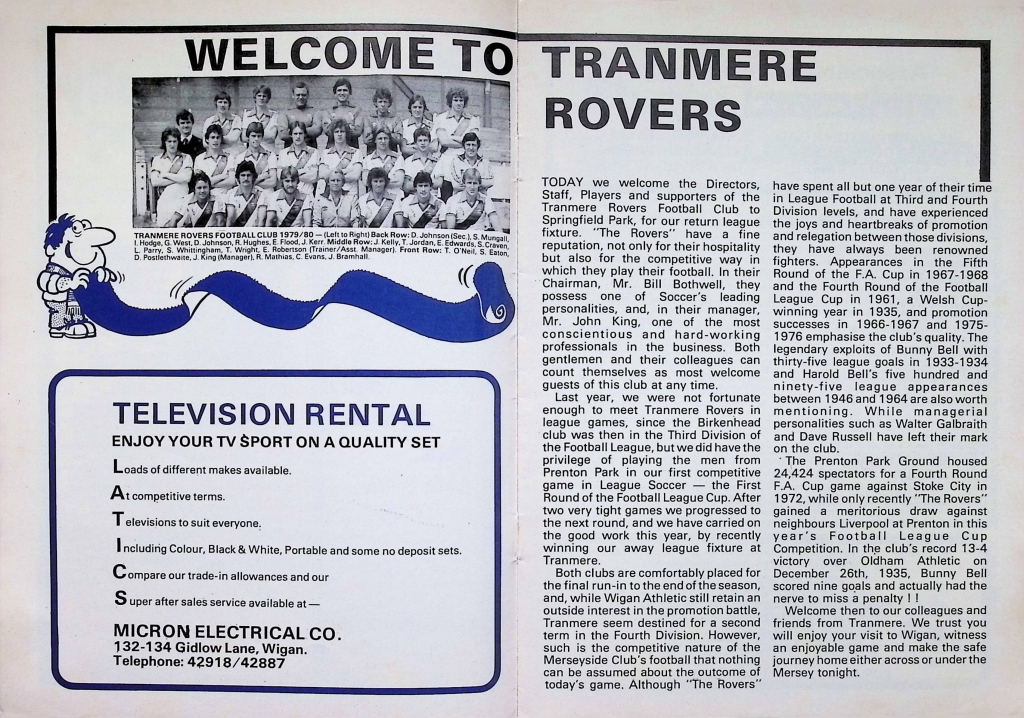 WELCOME TO
TRANMERE
ROVERS
TRANMERE ROVERS FOOTBALL CLUB 1979/80 — (Left to Right) Back Row: D. Johnson (Sec.), S. Mungall,
I. Hodge, G. West, D. Johnson, R. Hughes, E. Flood, J. Kerr. Middle Row: J. Kelly, T. Jordan, E. Edwards, S. Craven,
L. Parry, S. Whittingham, T. Wright, E. Robertson (Trainer/Asst. Manager). Front Row: T. O'Neil, S. Eaton,
D. Postlethwaite, J. King (Manager), R. Mathias, C. Evans, J. Bramhall.
TELEVISION RENTAL
ENJOY YOUR TV SPORT ON A QUALITY SET
Loads of different makes available.
At competitive terms.
Televisions to suit everyone.
Including Colour, Black & White, Portable and some no deposit sets.
Compare our trade-in allowances and our
Super after sales service available at —
MICRON ELECTRICAL CO.
132-134 Gidlow Lane, Wigan.
Telephone: 42918/42887
TODAY we welcome the Directors,
Staff, Players and supporters of the
Tranmere Rovers Football Club to
Springfield Park, for our return league
fixture. "The Rovers" have a fine
reputation, not only for their hospitality
but also for the competitive way in
which they play their football. In their
Chairman, Mr. Bill Bothwell, they
possess one of Soccer's leading
personalities, and, in their manager,
Mr. John King, one of the most
conscientious and hard-working
professionals in the business. Both
gentlemen and their colleagues can
count themselves as most welcome
guests of this club at any time.
Last year, we were not fortunate
enough to meet Tranmere Rovers in
league games, since the Birkenhead
club was then in the Third Division of
the Football League, but we did have the
privilege of playing the men from
Prenton Park in our first competitive
game in League Soccer — the First
Round of the Football League Cup. After
two very tight games we progressed to
the next round, and we have carried on
the good work this year, by recently
winning our away league fixture at
Tranmere.
Both clubs are comfortably placed for
the final run-in to the end of the season,
and, while Wigan Athletic still retain an
outside interest in the promotion battle,
Tranmere seem destined for a second
term in the Fourth Division. However,
such is the competitive nature of the
Merseyside Club's football that nothing
can be assumed about the outcome of
today's game. Although "The Rovers"
have spent all but one year of their time
in League Football at Third and Fourth
Division levels, and have experienced
the joys and heartbreaks of promotion
and relegation between those divisions,
they have always been renowned
fighters. Appearances in the Fifth
Round of the F.A. Cup in 1967-1968
and the Fourth Round of the Football
League Cup in 1961, a Welsh Cup-
winning year in 1935, and promotion
successes in 1966-1967 and 1975-
1976 emphasise the club's quality. The
legendary exploits of Bunny Bell with
thirty-five league goals in 1933-1934
and Harold Bell's five hundred and
ninety-five league appearances
between 1946 and 1964 are also worth
mentioning. While managerial
personalities such as Walter Galbraith
and Dave Russell have left their mark
on the club.
The Prenton Park Ground housed
24,424 spectators for a Fourth Round
F.A. Cup game against Stoke City in
1972, while only recently "The Rovers"
gained a meritorious draw against
neighbours Liverpool at Prenton in this
year's Football League Cup
Competition. In the club's record 13-4
victory over Oldham Athletic on
December 26th, 1935, Bunny Bell
scored nine goals and actually had the
nerve to miss a penalty ! !
Welcome then to our colleagues and
friends from Tranmere. We trust you
will enjoy your visit to Wigan, witness
an enjoyable game and make the safe
journey home either across or under the
Mersey tonight.